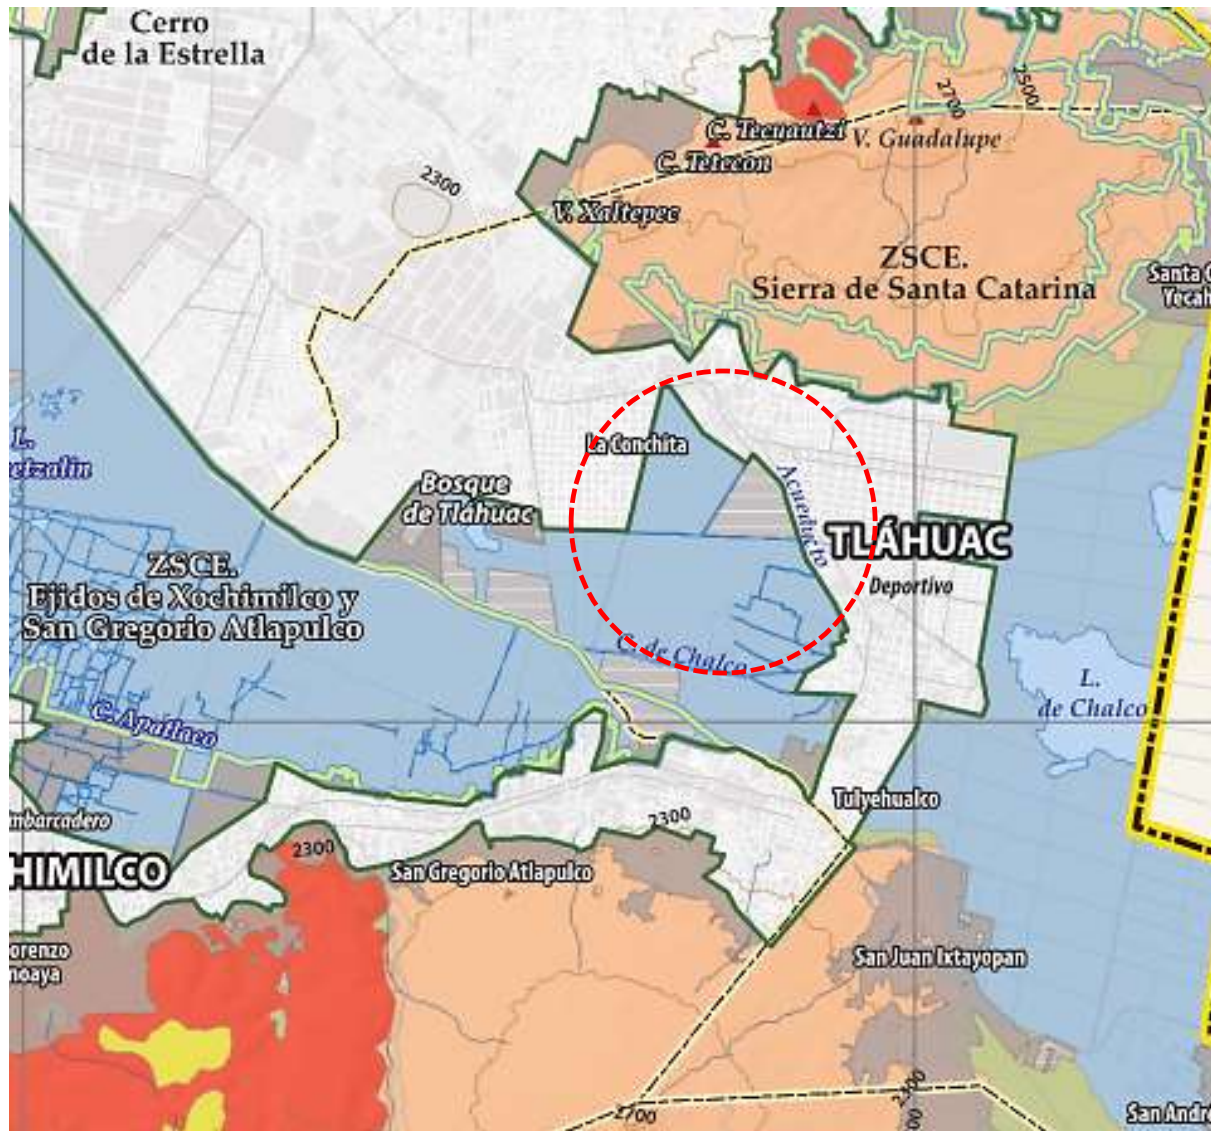 Cerro
de la Estrella
2700
2500
C. Tecuautzi
V. Guadalupe
C. Tetecon
2300
V. Xaltepec
ZSCE.
Sierra de Santa Catarina
Santa C
Yecah
L.
etzalin
La Conchita
Bosque
de Tláhuac
Acueducto
TLÁHUAC
Deportivo
ZSCE.
Ejidos de Xochimilco y
San Gregorio Atlapulco
C. de Chalco
L.
de Chalco
C. Apatlaco
Tulyehualco
mbarcadero
2300
2300
HIMILCO
San Gregorio Atlapulco
orenzo
moaya
San Juan Ixtayopan
2700
2300
San Andr